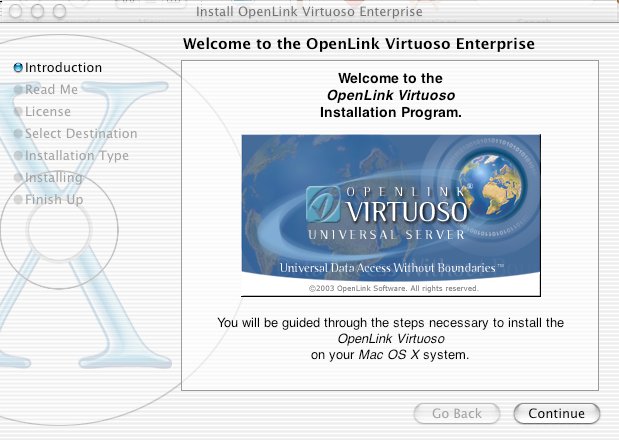 Install OpenLink Virtuoso Enterprise
Welcome to the OpenLink Virtuoso Enterprise
Introduction
Read Me
License
Select Destination
Installation Type
Installing
Finish Up
Welcome to the
OpenLink Virtuoso
Installation Program.
OPENLINK®
VIRTUOSO
UNIVERSAL SERVER
Universal Data Access Without Boundaries™
©2003 OpenLink Software. All rights reserved.
You will be guided through the steps necessary to install the
OpenLink Virtuoso
on your Mac OS X system.
Go Back
Continue